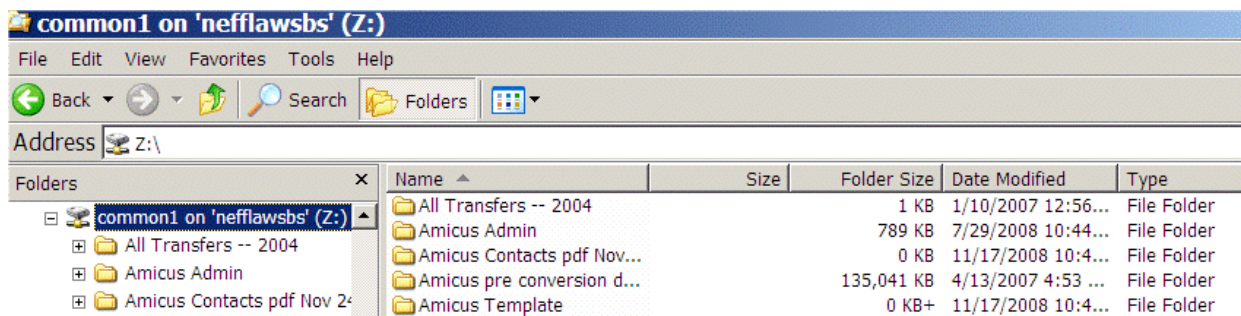 common1 on 'nefflawsbs' (Z:)
File Edit View Favorites Tools Help
Back Search Folders
Address Z:\
Folders × Name Size Folder Size Date Modified Type
common1 on 'nefflawsbs' (Z:) All Transfers -- 2004 1 KB 1/10/2007 12:56... File Folder
All Transfers -- 2004 Amicus Admin 789 KB 7/29/2008 10:44... File Folder
Amicus Admin Amicus Contacts pdf Nov... 0 KB 11/17/2008 10:4... File Folder
Amicus pre conversion d... 135,041 KB 4/13/2007 4:53 ... File Folder
Amicus Contacts pdf Nov 24 Amicus Template 0 KB+ 11/17/2008 10:4... File Folder